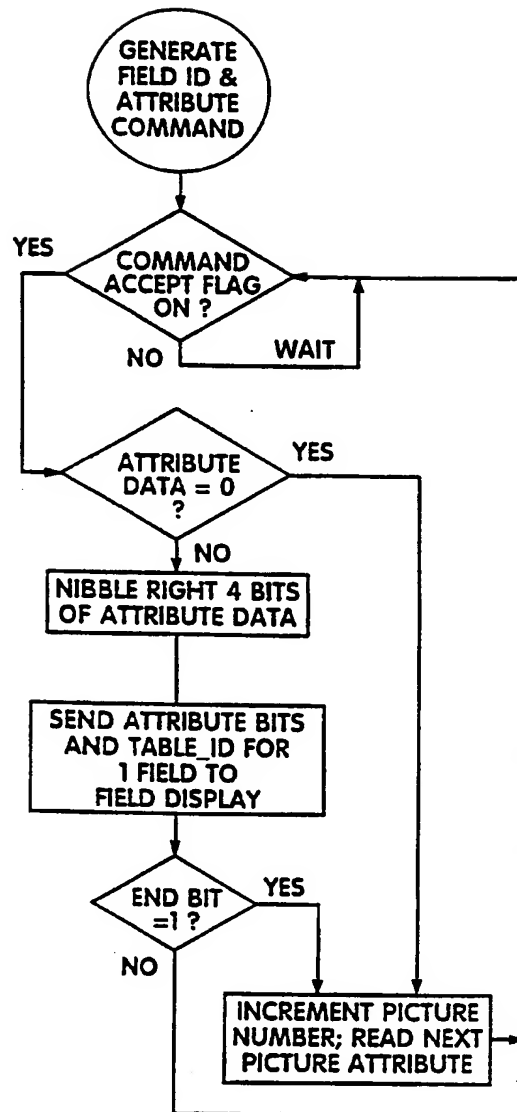 GENERATE
FIELD ID &
ATTRIBUTE
COMMAND
YES
COMMAND
ACCEPT FLAG
ON ?
NO
WAIT
ATTRIBUTE
DATA = 0
?
YES
NO
NIBBLE RIGHT 4 BITS
OF ATTRIBUTE DATA
SEND ATTRIBUTE BITS
AND TABLE_ID FOR
1 FIELD TO
FIELD DISPLAY
END BIT
=1 ?
YES
NO
INCREMENT PICTURE
NUMBER; READ NEXT
PICTURE ATTRIBUTE